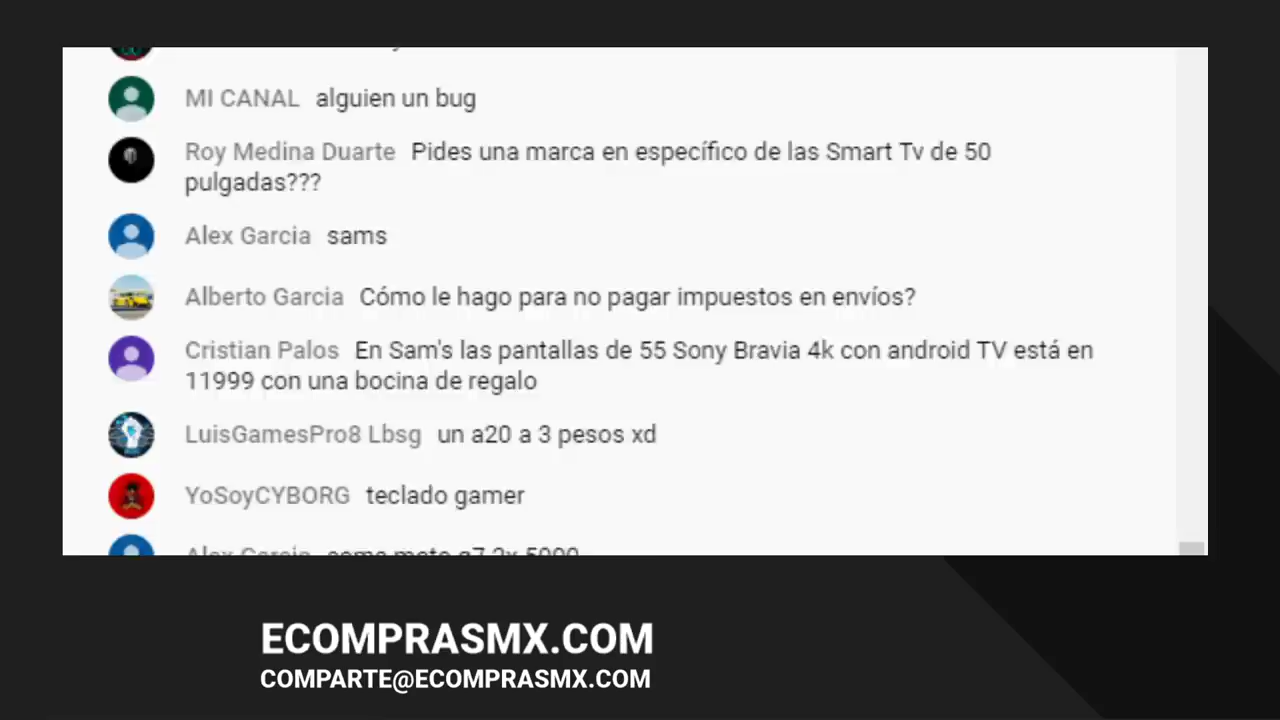 MI CANAL alguien un bug
Roy Medina Duarte Pides una marca en específico de las Smart Tv de 50
pulgadas???
Alex Garcia sams
Alberto Garcia Cómo le hago para no pagar impuestos en envíos?
Cristian Palos En Sam's las pantallas de 55 Sony Bravia 4k con android TV está en
11999 con una bocina de regalo
LuisGamesPro8 Lbsg un a20 a 3 pesos xd
YoSoyCYBORG teclado gamer
Alex Garcia
ECOMPRASMX.COM
COMPARTE@ECOMPRASMX.COM